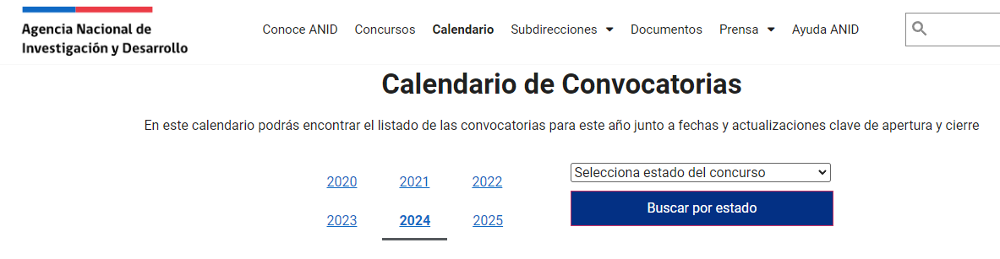 Agencia Nacional de
Investigación y Desarrollo
Conoce ANID Concursos Calendario Subdirecciones Documentos Prensa Ayuda ANID
Calendario de Convocatorias
En este calendario podrás encontrar el listado de las convocatorias para este año junto a fechas y actualizaciones clave de apertura y cierre
2020 2021 2022
Selecciona estado del concurso
Buscar por estado
2023 2024 2025